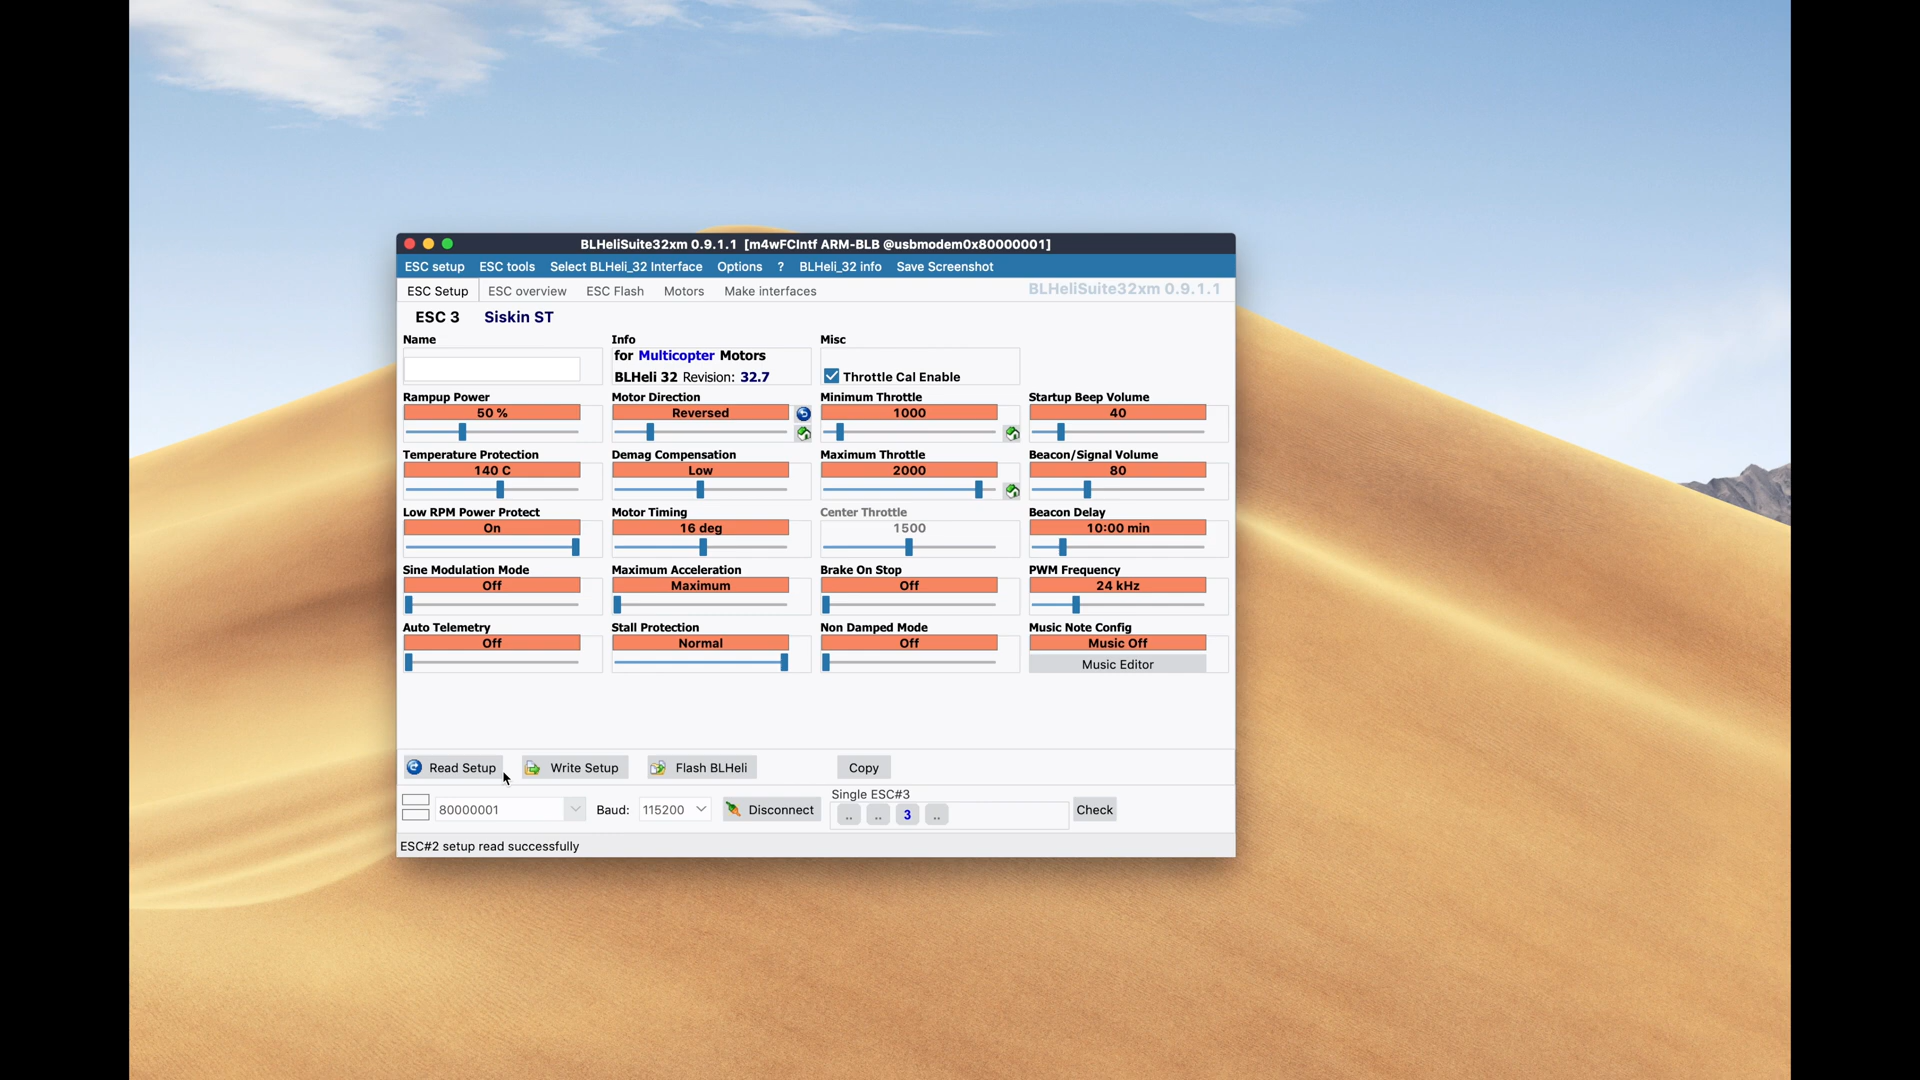 BLHeliSuite32xm 0.9.1.1 [m4wFCIntf ARM-BLB @usbmodem0x80000001]
ESC setup ESC tools Select BLHeli_32 Interface Options ? BLHeli_32 info Save Screenshot
ESC Setup ESC overview ESC Flash Motors Make interfaces BLHeliSuite32xm 0.9.1.1
ESC 3 Siskin ST
Name Info Misc
for Multicopter Motors
BLHeli 32 Revision: 32.7 Throttle Cal Enable
Rampup Power Motor Direction Minimum Throttle Startup Beep Volume
50 % Reversed 1000 40
Temperature Protection Demag Compensation Maximum Throttle Beacon/Signal Volume
140 C Low 2000 80
Low RPM Power Protect Motor Timing Center Throttle Beacon Delay
On 16 deg 1500 10:00 min
Sine Modulation Mode Maximum Acceleration Brake On Stop PWM Frequency
Off Maximum Off 24 kHz
Auto Telemetry Stall Protection Non Damped Mode Music Note Config
Off Normal Off Music Off
Music Editor
Read Setup Write Setup Flash BLHeli Copy
Single ESC#3
80000001 Baud: 115200 Disconnect .. .. 3 .. Check
ESC#2 setup read successfully